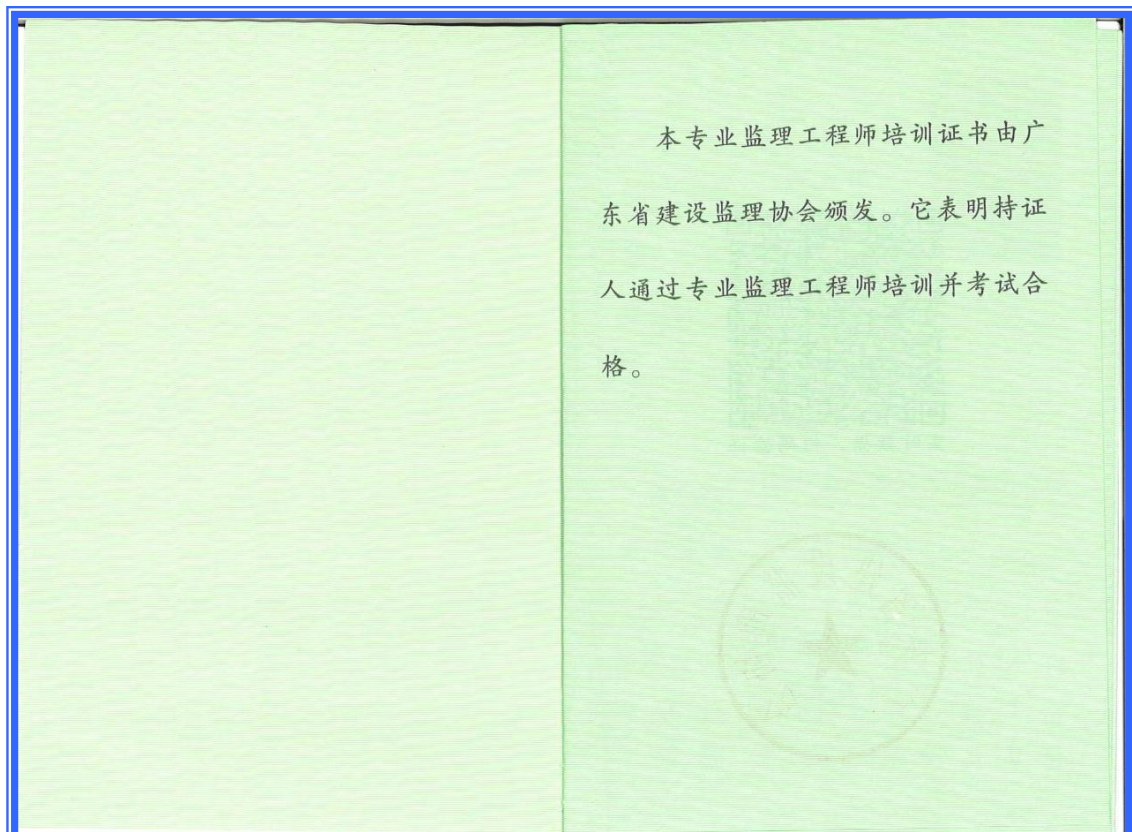 本专业监理工程师培训证书由广
东省建设监理协会颁发。它表明持证
人通过专业监理工程师培训并考试合
格。